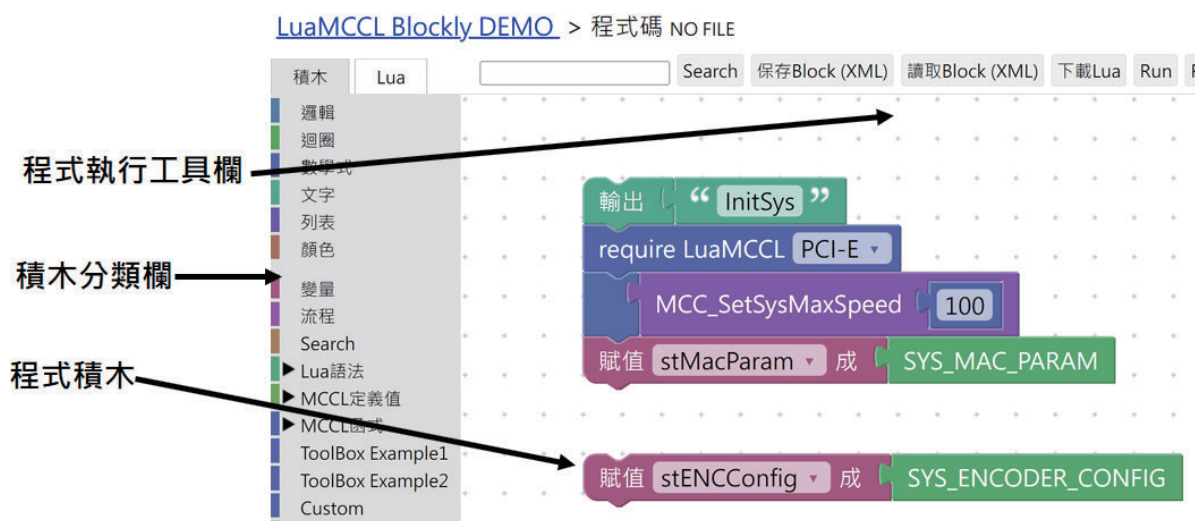 LuaMCCL Blockly DEMO > 程式碼 NO FILE
積木 Lua Search 保存Block (XML) 讀取Block (XML) 下載Lua Run
邏輯
迴圈
程式執行工具欄
數學式
文字
列表
顏色
積木分類欄
變量
流程
Search
程式積木
Lua語法
MCCL定義值
MCCL函式
ToolBox Example1
ToolBox Example2
Custom
輸出 “ InitSys ”
require LuaMCCL PCI-E
MCC_SetSysMaxSpeed 100
賦值 stMacParam 成 SYS_MAC_PARAM
賦值 stENCConfig 成 SYS_ENCODER_CONFIG